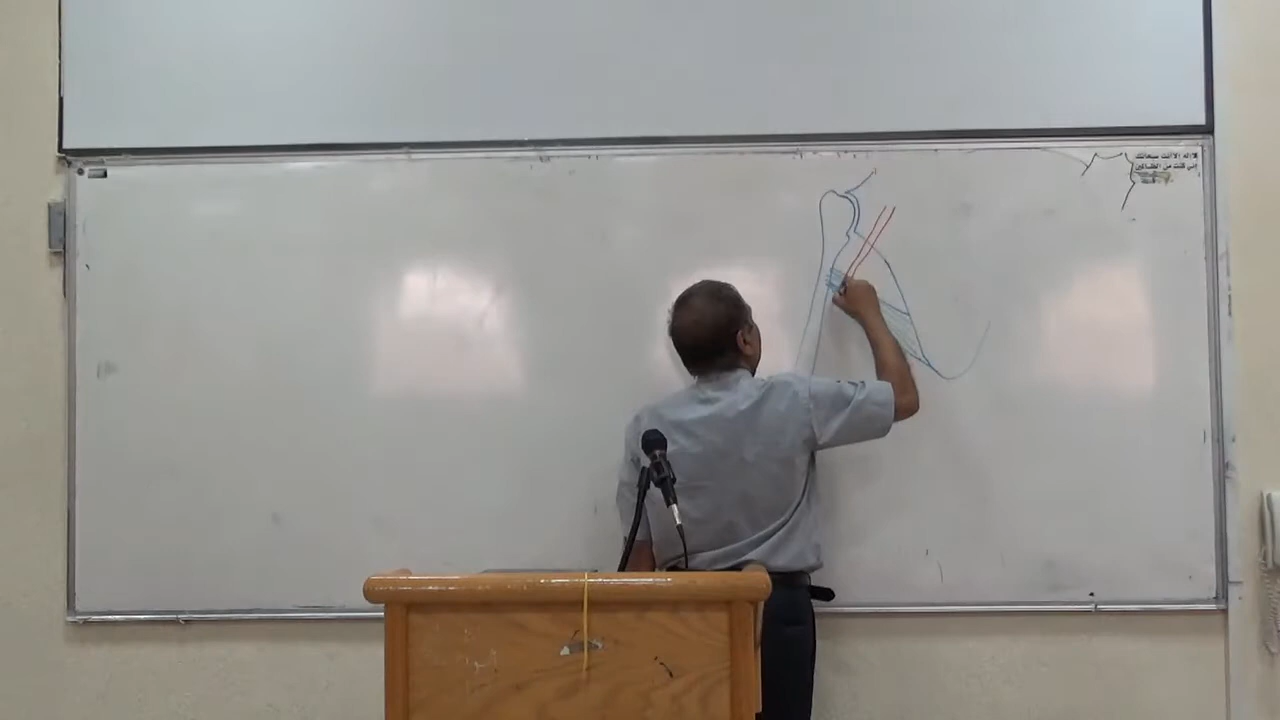 لا إله إلا أنت سبحانك
إني كنت من الظالمين